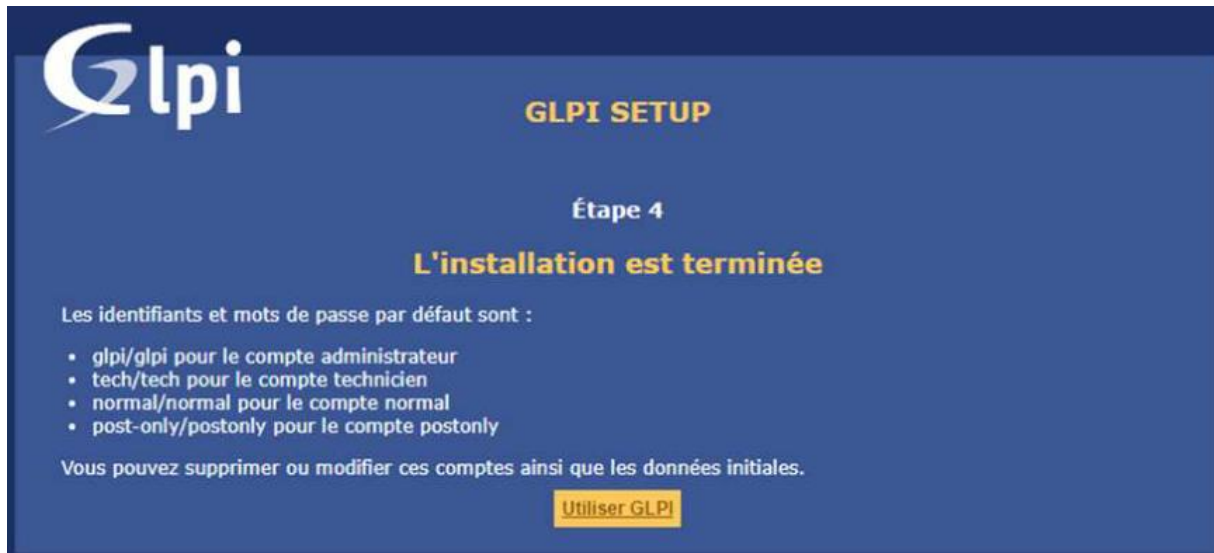 Glpi
GLPI SETUP
Étape 4
L'installation est terminée
Les identifiants et mots de passe par défaut sont :
• glpi/glpi pour le compte administrateur
• tech/tech pour le compte technicien
• normal/normal pour le compte normal
• post-only/postonly pour le compte postonly
Vous pouvez supprimer ou modifier ces comptes ainsi que les données initiales.
Utiliser GLPI